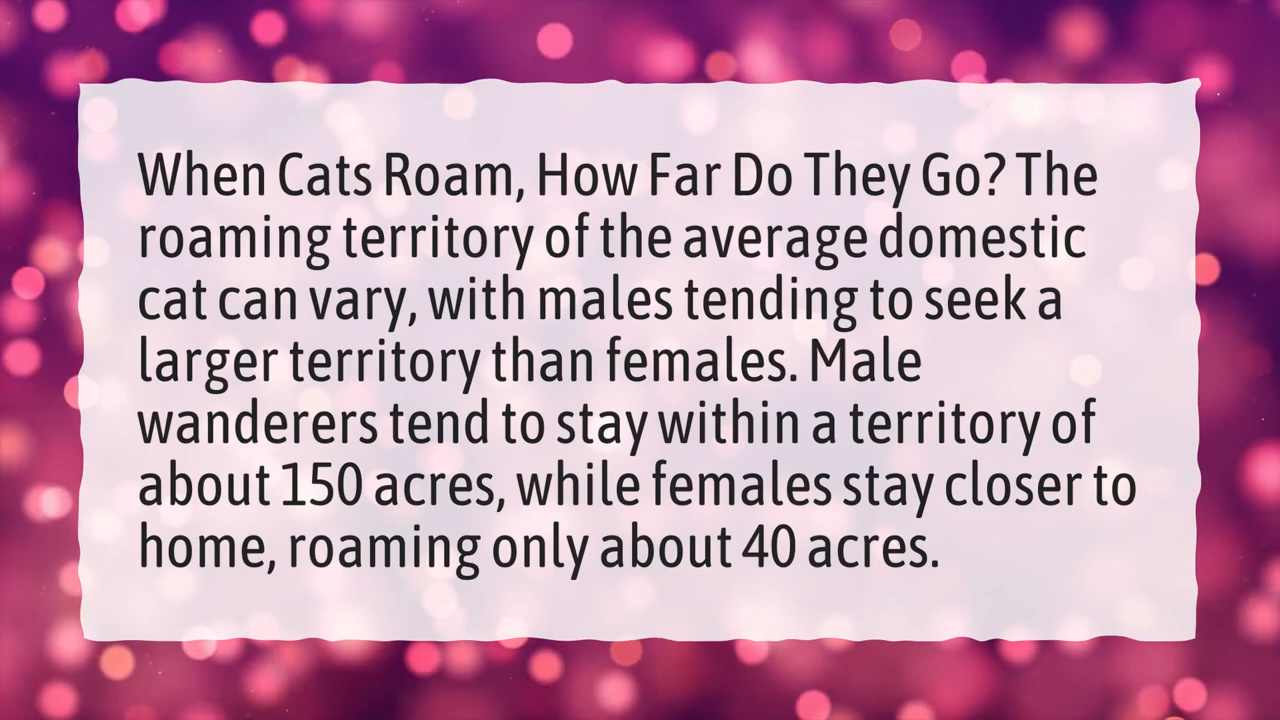 When Cats Roam, How Far Do They Go? The
roaming territory of the average domestic
cat can vary, with males tending to seek a
larger territory than females. Male
wanderers tend to stay within a territory of
about 150 acres, while females stay closer to
home, roaming only about 40 acres.